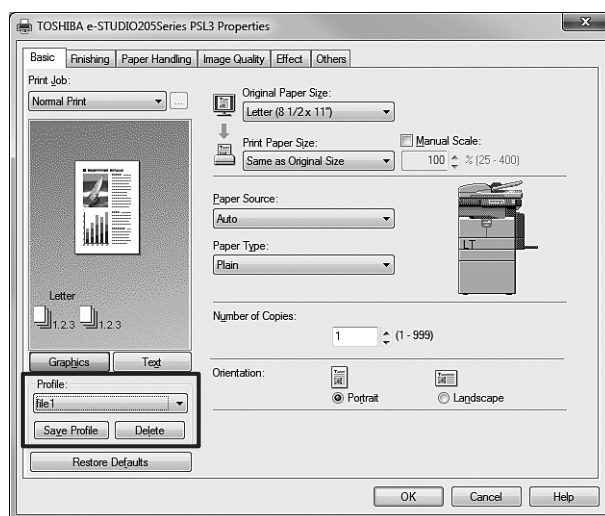 TOSHIBA e-STUDIO205Series PSL3 Properties
Basic Finishing Paper Handling Image Quality Effect Others
Print Job:
Normal Print
...
Letter
1.2.3 1.2.3
Graphics Text
Profile:
file1
Save Profile Delete
Restore Defaults
Original Paper Size:
Letter (8 1/2 x 11")
Print Paper Size:
Same as Original Size
Manual Scale:
100 % (25 - 400)
Paper Source:
Auto
Paper Type:
Plain
LT
Number of Copies:
1 (1 - 999)
Orientation:
Portrait Landscape
OK Cancel Help